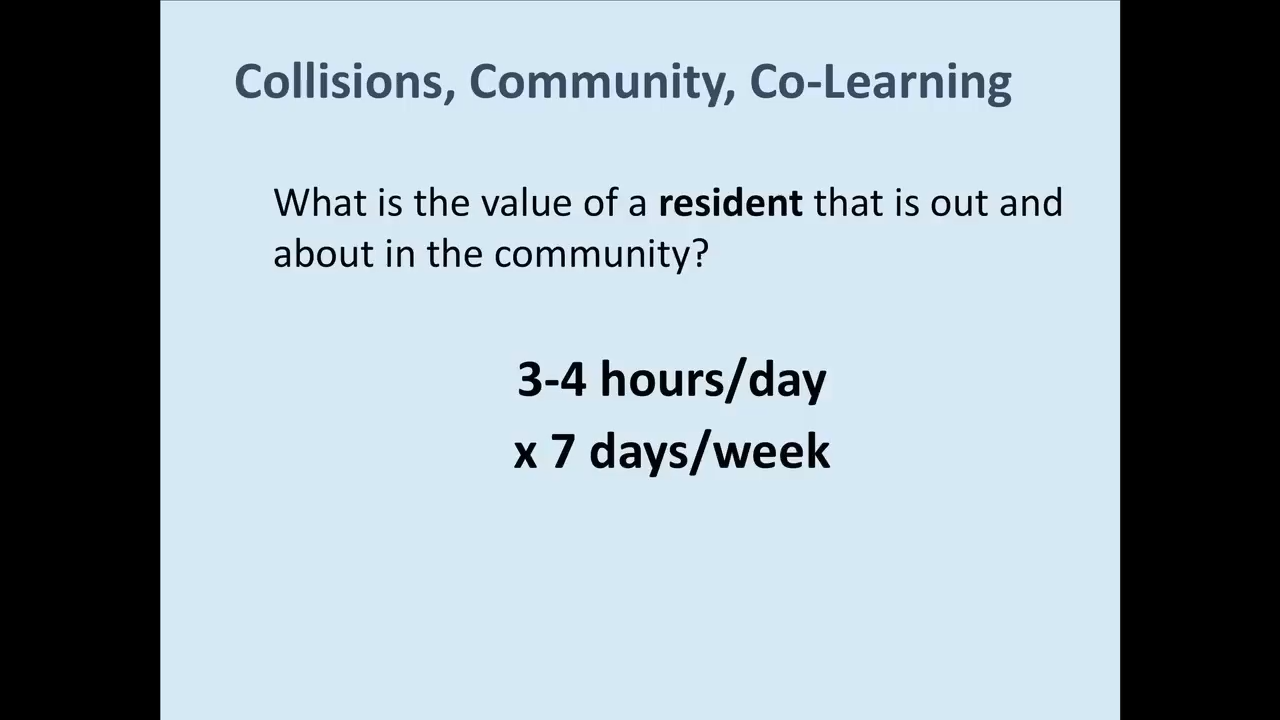 Collisions, Community, Co-Learning
What is the value of a resident that is out and
about in the community?
3-4 hours/day
x 7 days/week